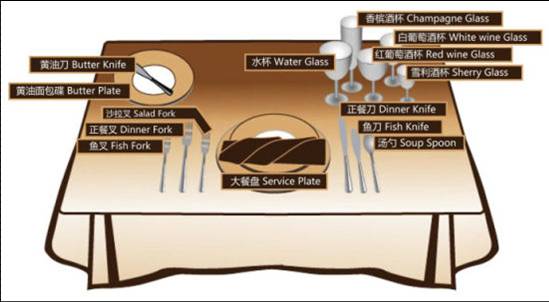 香槟酒杯 Champagne Glass
白葡萄酒杯 White wine Glass
水杯 Water Glass
红葡萄酒杯 Red wine Glass
雪利酒杯 Sherry Glass
黄油刀 Butter Knife
黄油面包碟 Butter Plate
沙拉叉 Salad Fork
正餐叉 Dinner Fork
鱼叉 Fish Fork
正餐刀 Dinner Knife
鱼刀 Fish Knife
汤勺 Soup Spoon
大餐盘 Service Plate